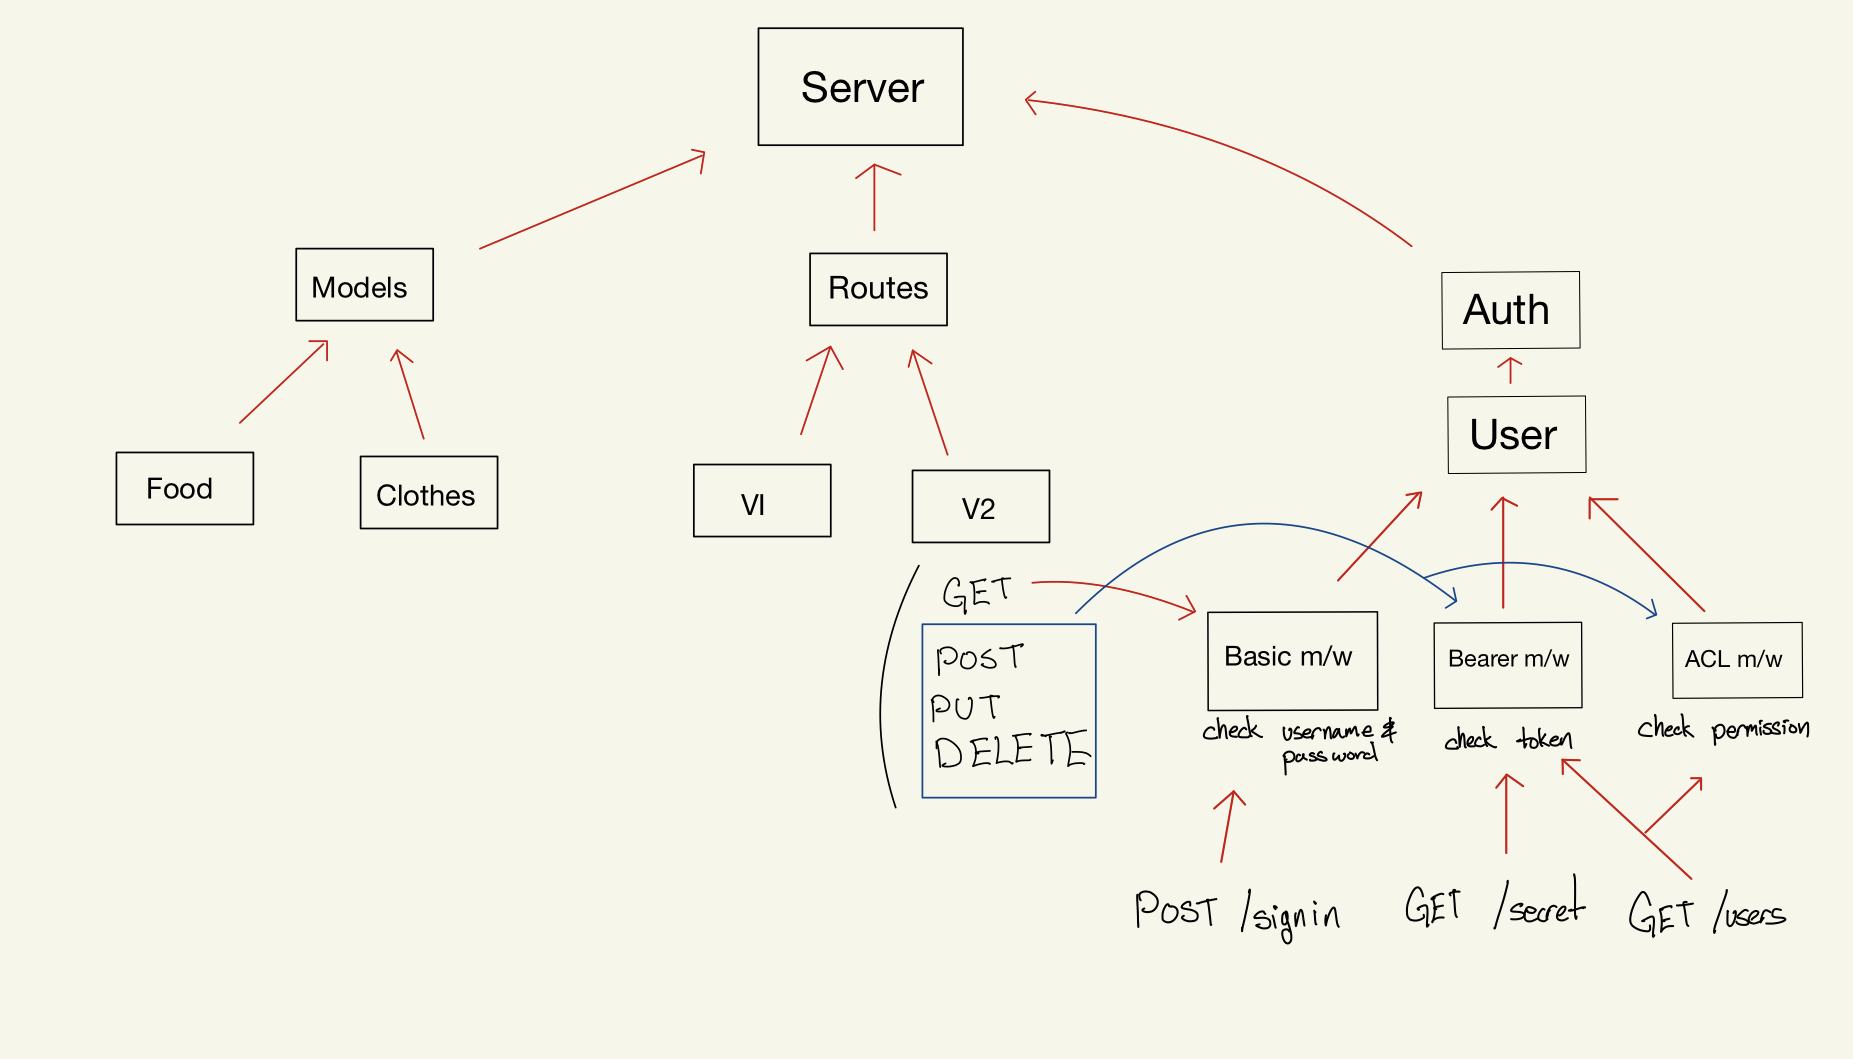 Server
Models
Routes
Auth
User
Food
Clothes
V1
V2
GET
POST
PUT
DELETE
Basic m/w
Bearer m/w
ACL m/w
check username &
password
check token
check permission
POST /signin
GET /secret
GET /users